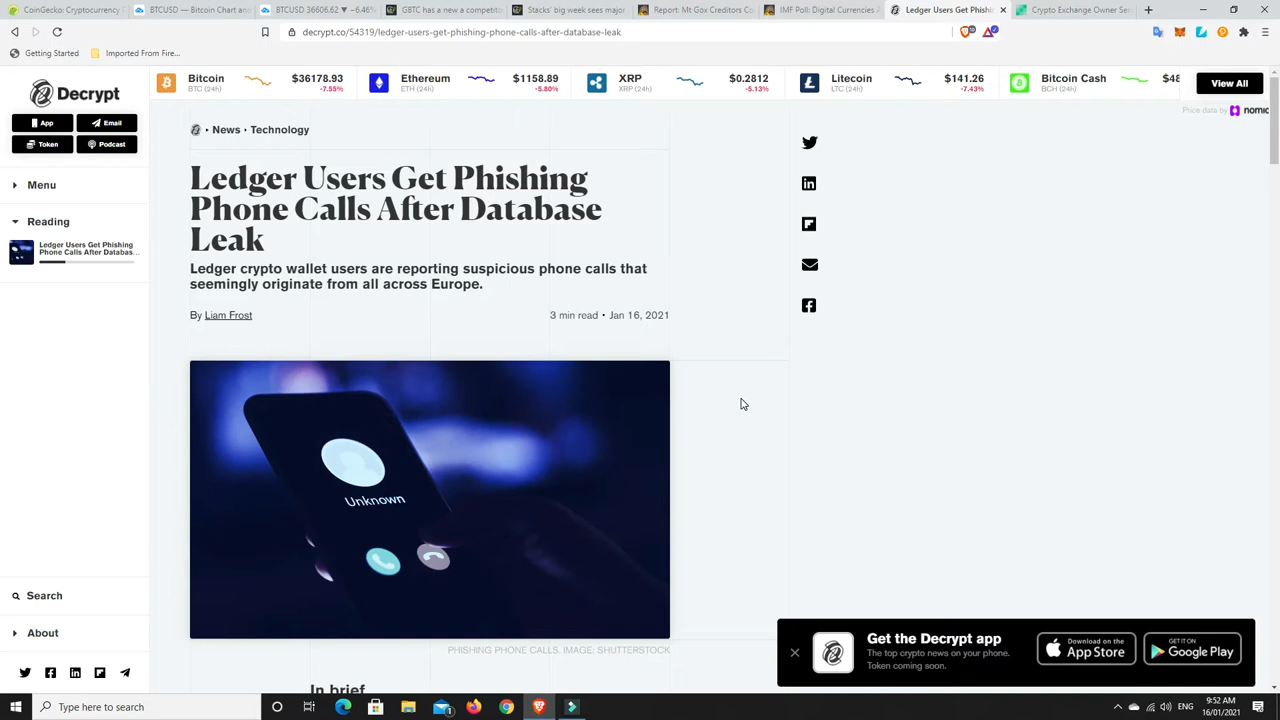 CoinGecko: Cryptocurrency
BTCUSD — Bitcoin Chart and
BTCUSD 36606.62 ▼ −6.46%
GBTC has a new a competito
Stacks' big week sees major
Report: Mt Gox Creditors Co
IMF Poll: Digital Currencies A
Ledger Users Get Phishing
Crypto Exchange Owner Sen
decrypt.co/54319/ledger-users-get-phishing-phone-calls-after-database-leak
Getting Started
Imported From Fire...
Decrypt
App
Email
Token
Podcast
Menu
Reading
Ledger Users Get Phishing
Phone Calls After Databas...
Search
About
Bitcoin $36178.93
BTC (24h) -7.55%
Ethereum $1158.89
ETH (24h) -5.80%
XRP $0.2812
XRP (24h) -5.13%
Litecoin $141.26
LTC (24h) -7.43%
Bitcoin Cash $48
BCH (24h)
View All
Price data by nomic
News • Technology
Ledger Users Get Phishing
Phone Calls After Database
Leak
Ledger crypto wallet users are reporting suspicious phone calls that
seemingly originate from all across Europe.
By Liam Frost
3 min read • Jan 16, 2021
Unknown
PHISHING PHONE CALLS. IMAGE: SHUTTERSTOCK
In brief
Get the Decrypt app
The top crypto news on your phone.
Token coming soon.
Download on the
App Store
GET IT ON
Google Play
Type here to search
ENG
9:52 AM
16/01/2021